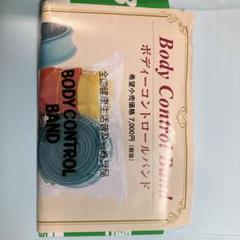 Body Control Band
ボディーコントロールバンド
希望小売価格 7,000円(税抜)
BODY CONTROL
BAND